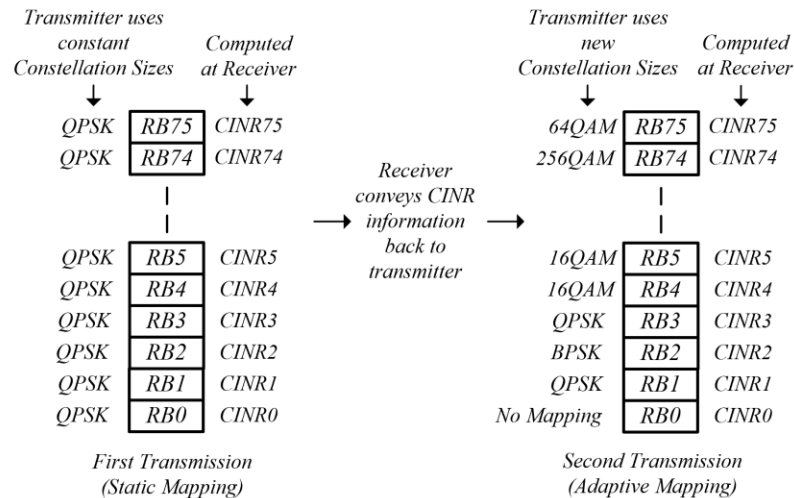 Transmitter uses
constant
Constellation Sizes
Computed
at Receiver
QPSK RB75 CINR75
QPSK RB74 CINR74
QPSK RB5 CINR5
QPSK RB4 CINR4
QPSK RB3 CINR3
QPSK RB2 CINR2
QPSK RB1 CINR1
QPSK RB0 CINR0
First Transmission
(Static Mapping)
Receiver
conveys CINR
information
back to
transmitter
Transmitter uses
new
Constellation Sizes
Computed
at Receiver
64QAM RB75 CINR75
256QAM RB74 CINR74
16QAM RB5 CINR5
16QAM RB4 CINR4
QPSK RB3 CINR3
BPSK RB2 CINR2
QPSK RB1 CINR1
No Mapping RB0 CINR0
Second Transmission
(Adaptive Mapping)